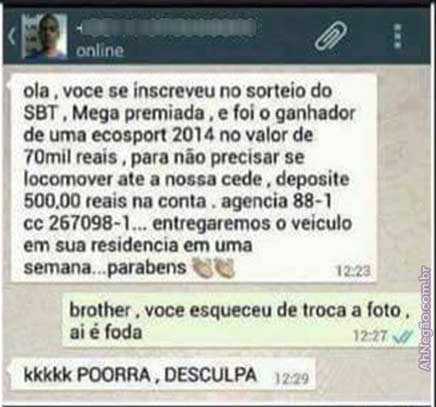 online
ola , voce se inscreveu no sorteio do
SBT , Mega premiada , e foi o ganhador
de uma ecosport 2014 no valor de
70mil reais , para não precisar se
locomover ate a nossa cede , deposite
500,00 reais na conta . agencia 88-1
cc 267098-1... entregaremos o veiculo
em sua residencia em uma
semana...parabens 👏👏
12:23
brother , voce esqueceu de troca a foto ,
ai é foda
12:27
kkkkk POORRA , DESCULPA 12:29
AhNegão.com.br